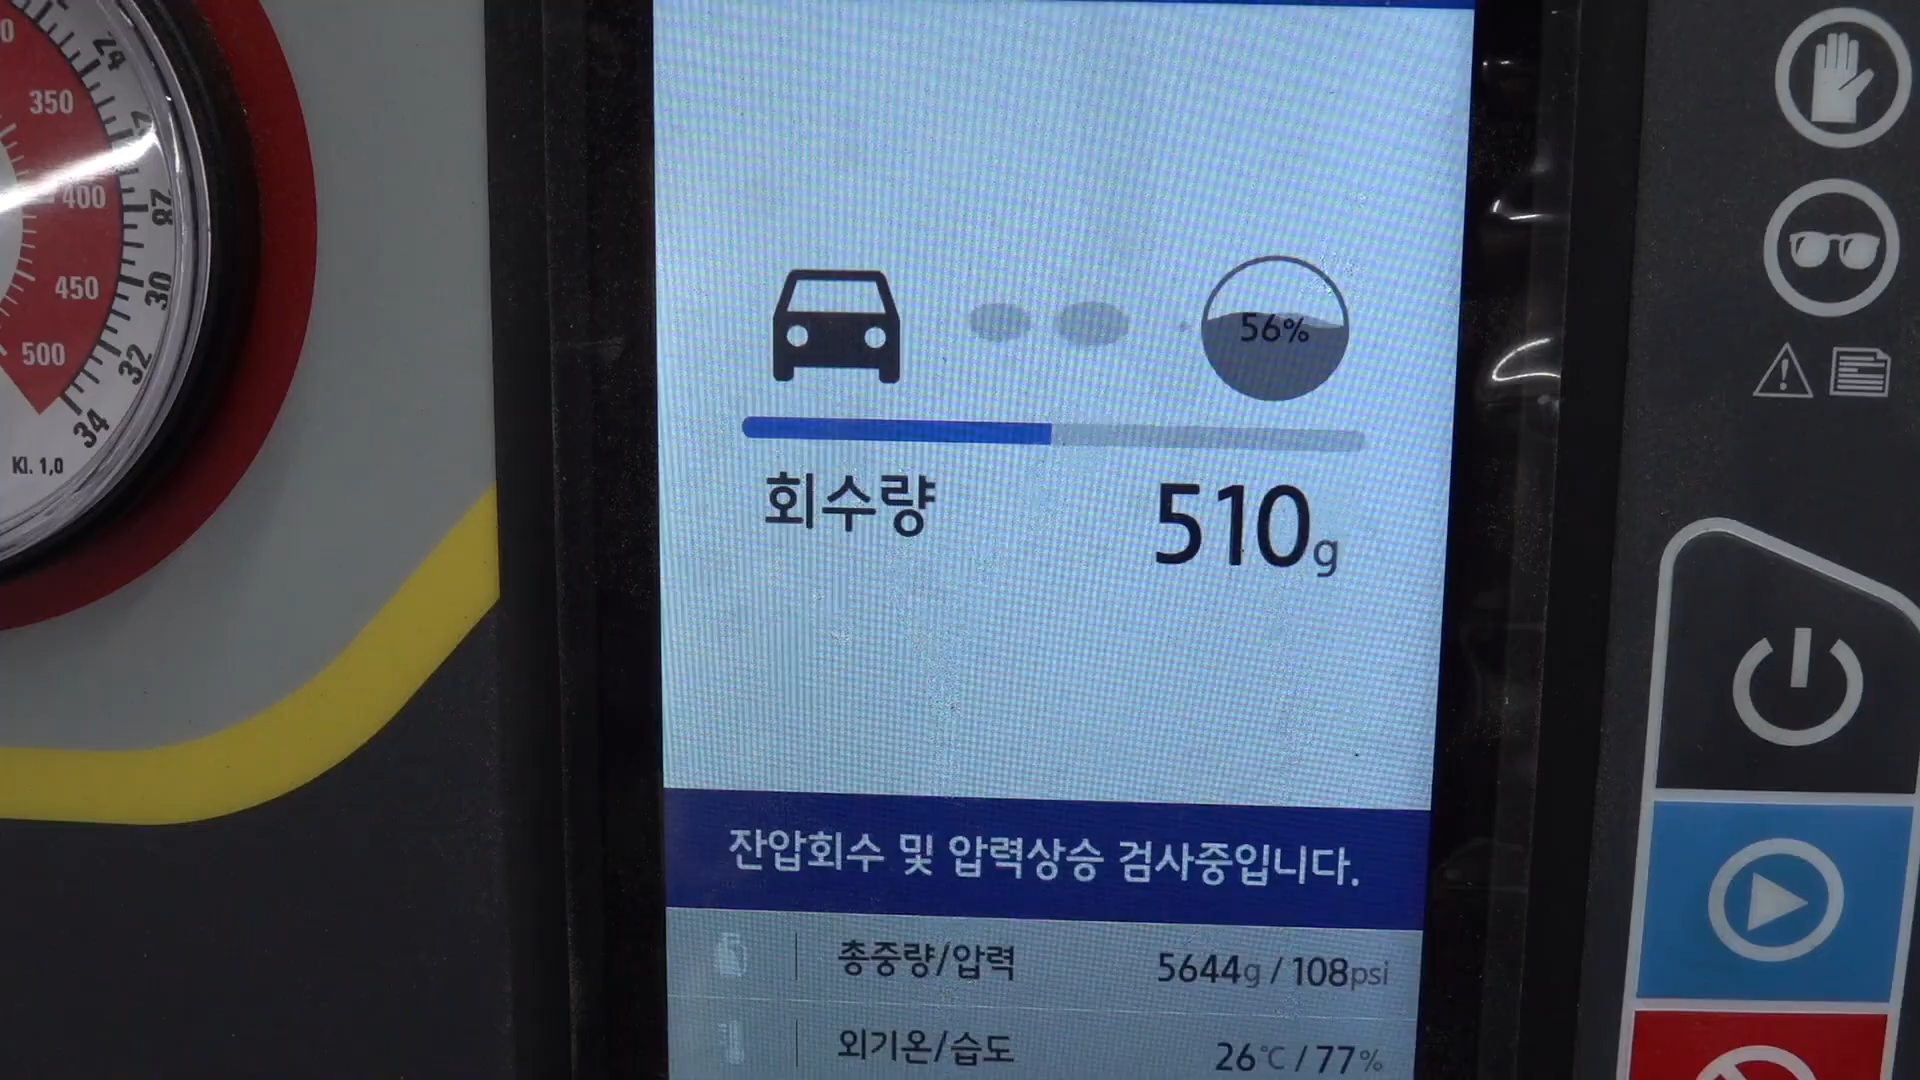 24
350
400
28
450
30
500
32
34
Kl. 1,0
56%
회수량 510g
잔압회수 및 압력상승 검사중입니다.
총중량/압력 5644g / 108psi
외기온/습도 26℃ / 77%